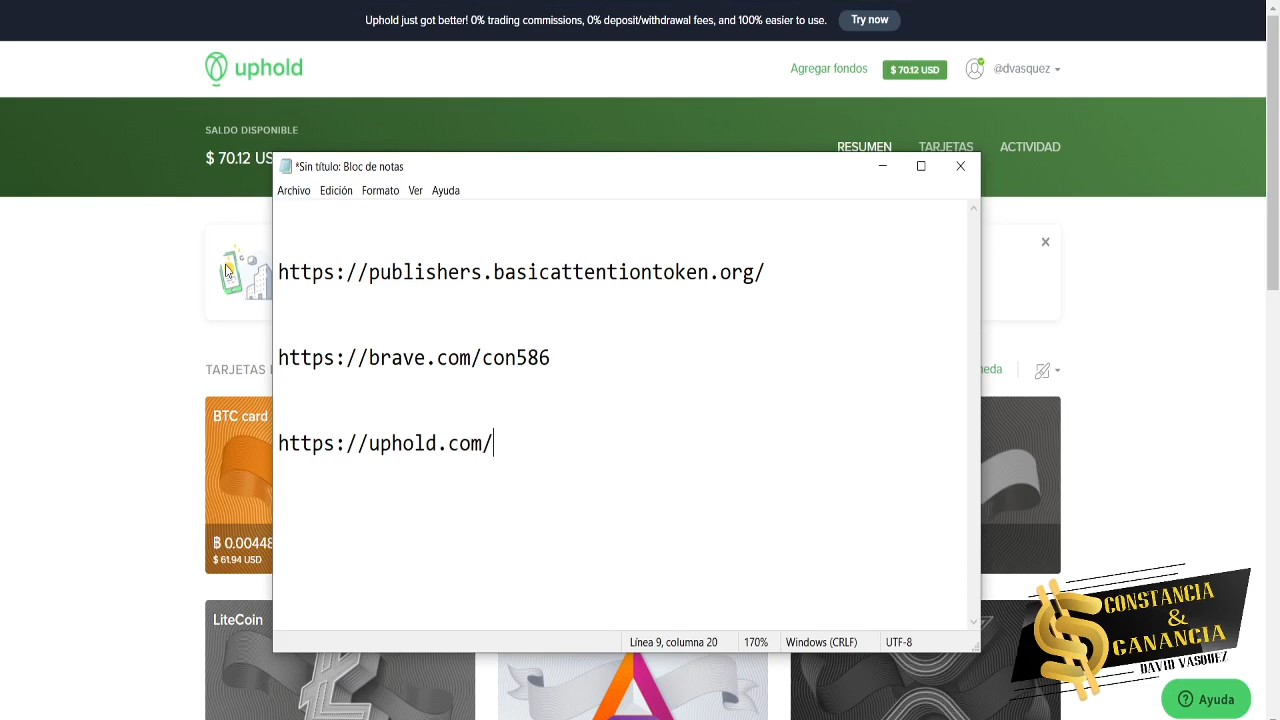 Uphold just got better! 0% trading commissions, 0% deposit/withdrawal fees, and 100% easier to use. Try now
uphold
Agregar fondos $ 70.12 USD @dvasquez
SALDO DISPONIBLE
$ 70.12 US
RESUMEN TARJETAS ACTIVIDAD
*Sin título: Bloc de notas
Archivo Edición Formato Ver Ayuda
https://publishers.basicattentiontoken.org/
https://brave.com/con586
https://uphold.com/
TARJETAS
neda
BTC card
฿ 0.00448
$ 61.94 USD
LiteCoin
Línea 9, columna 20 170% Windows (CRLF) UTF-8
CONSTANCIA
&
GANANCIA
DAVID VASQUEZ
Ayuda